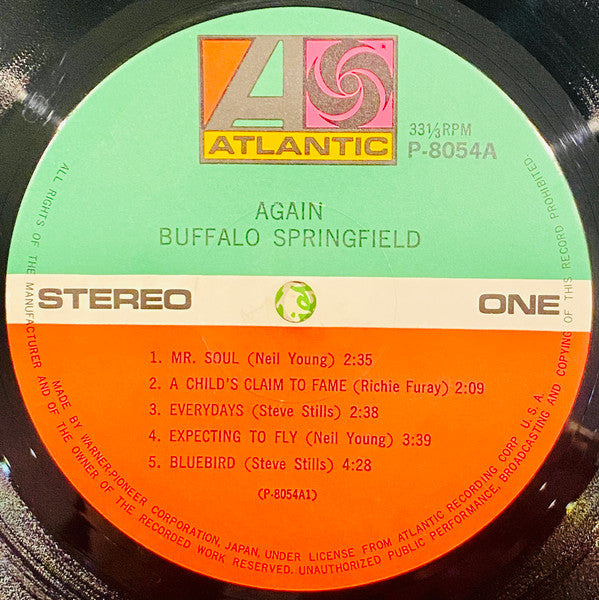 ATLANTIC
33⅓RPM
P-8054A
AGAIN
BUFFALO SPRINGFIELD
STEREO
ONE
1. MR. SOUL (Neil Young) 2:35
2. A CHILD'S CLAIM TO FAME (Richie Furay) 2:09
3. EVERYDAYS (Steve Stills) 2:38
4. EXPECTING TO FLY (Neil Young) 3:39
5. BLUEBIRD (Steve Stills) 4:28
(P-8054A1)
MADE BY WARNER-PIONEER CORPORATION, JAPAN, UNDER LICENSE FROM ATLANTIC RECORDING CORP U.S.A.
ALL RIGHTS OF THE MANUFACTURER AND OF THE OWNER OF THE RECORDED WORK RESERVED. UNAUTHORIZED PUBLIC PERFORMANCE, BROADCASTING AND COPYING OF THIS RECORD PROHIBITED.